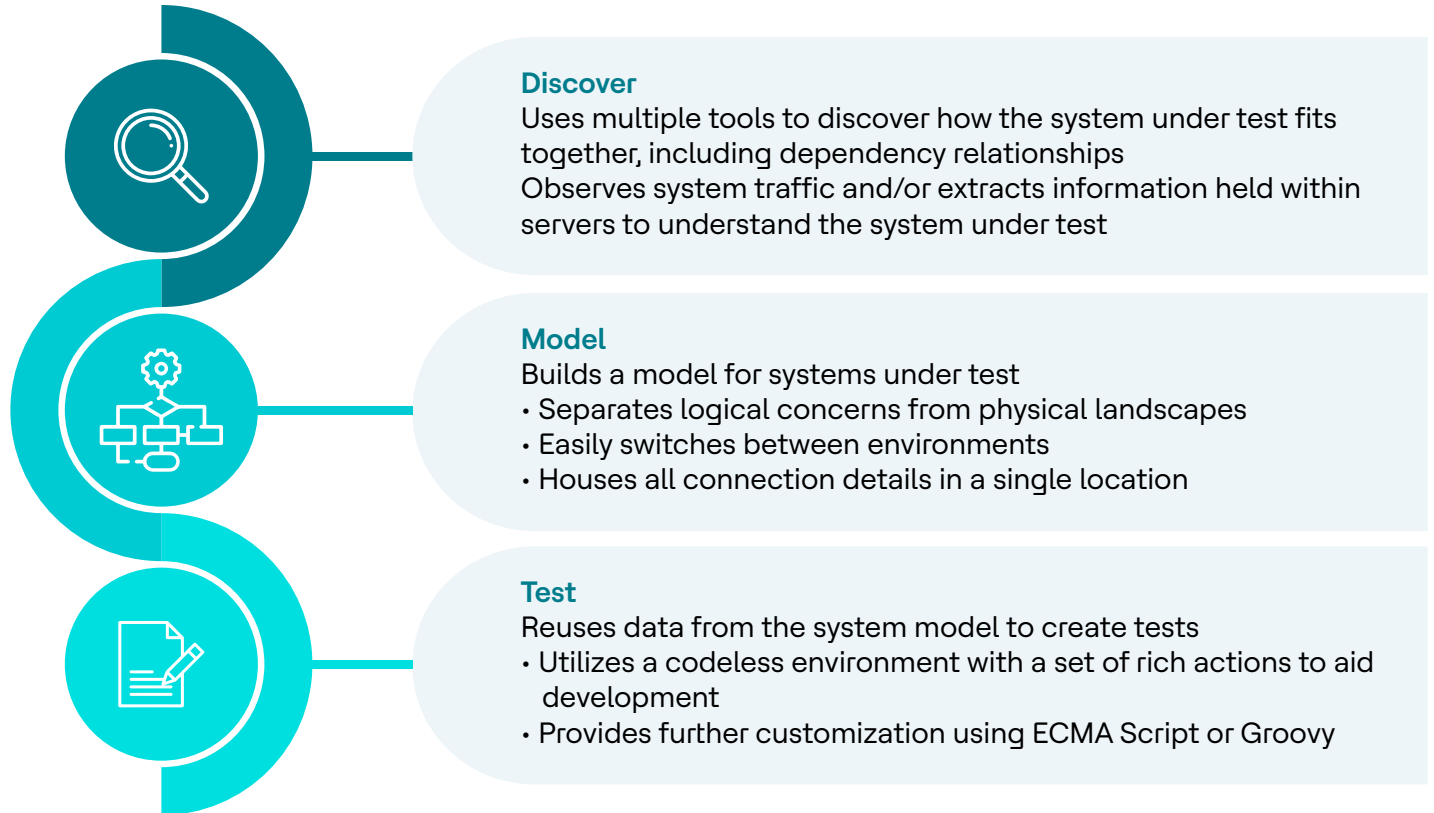 Discover
Uses multiple tools to discover how the system under test fits
together, including dependency relationships
Observes system traffic and/or extracts information held within
servers to understand the system under test
Model
Builds a model for systems under test
• Separates logical concerns from physical landscapes
• Easily switches between environments
• Houses all connection details in a single location
Test
Reuses data from the system model to create tests
• Utilizes a codeless environment with a set of rich actions to aid
development
• Provides further customization using ECMA Script or Groovy